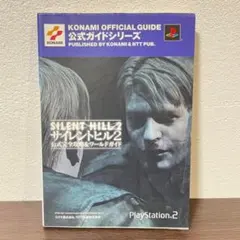 KONAMI
KONAMI OFFICIAL GUIDE
公式ガイドシリーズ
PUBLISHED BY KONAMI & NTT PUB.
SILENT HILL 2
サイレントヒル2
公式完全攻略&ワールドガイド
PlayStation.2